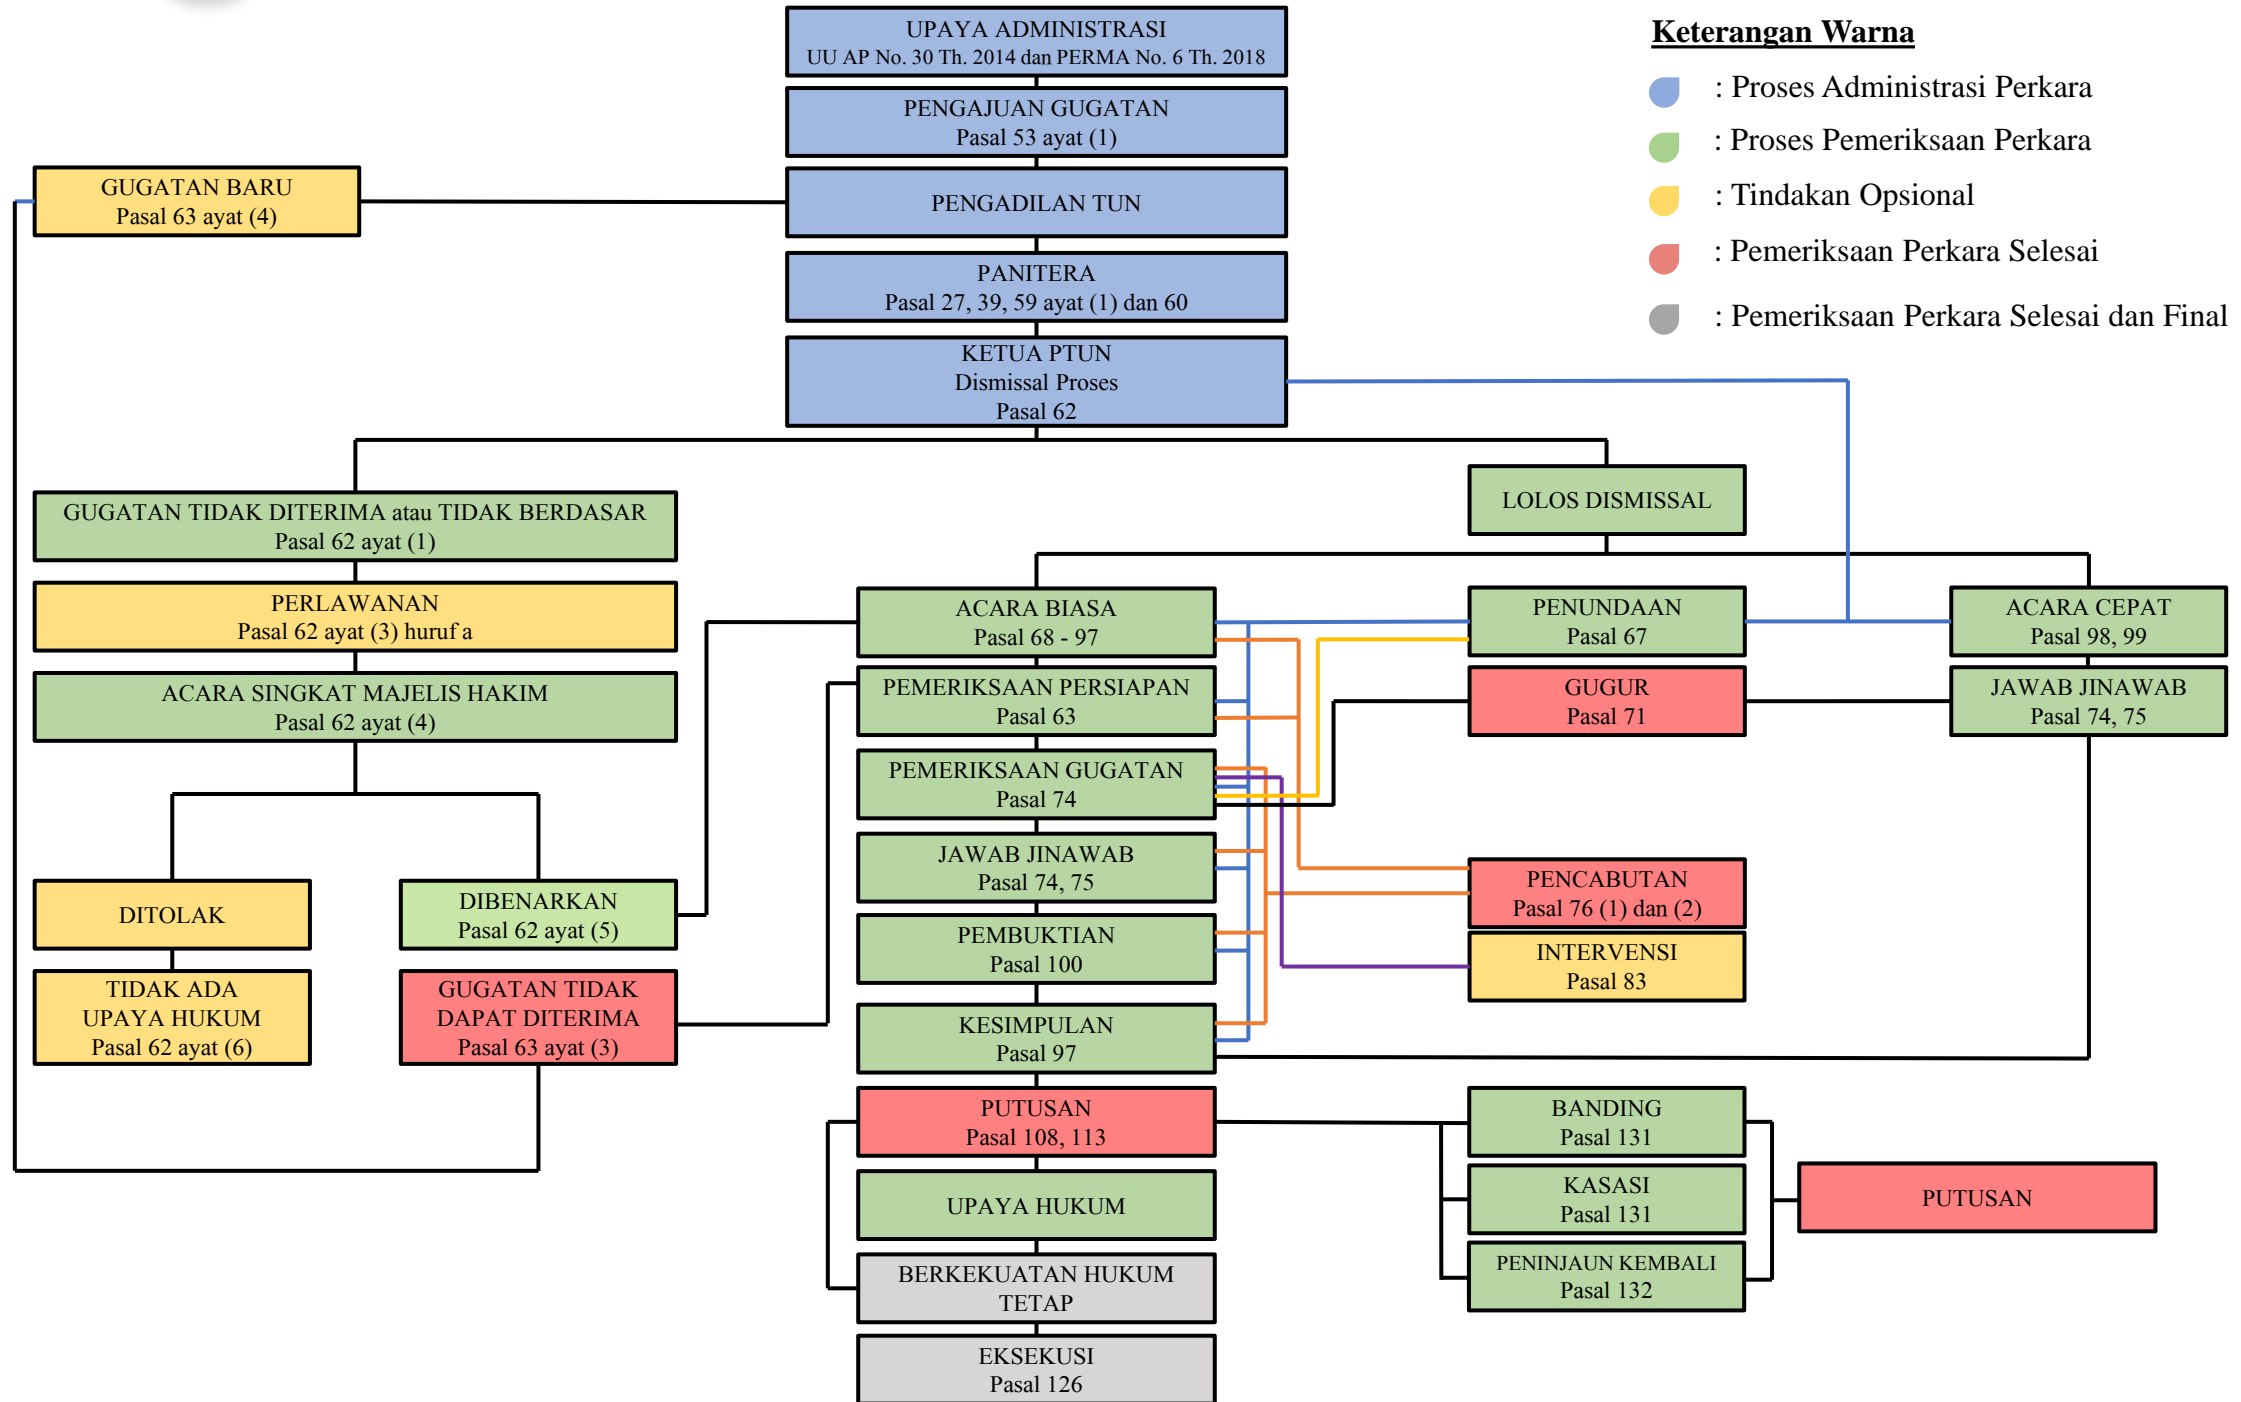 UPAYA ADMINISTRASI
UU AP No. 30 Th. 2014 dan PERMA No. 6 Th. 2018
PENGAJUAN GUGATAN
Pasal 53 ayat (1)
GUGATAN BARU
Pasal 63 ayat (4)
PENGADILAN TUN
PANITERA
Pasal 27, 39, 59 ayat (1) dan 60
KETUA PTUN
Dismissal Proses
Pasal 62
Keterangan Warna
: Proses Administrasi Perkara
: Proses Pemeriksaan Perkara
: Tindakan Opsional
: Pemeriksaan Perkara Selesai
: Pemeriksaan Perkara Selesai dan Final
GUGATAN TIDAK DITERIMA atau TIDAK BERDASAR
Pasal 62 ayat (1)
PERLAWANAN
Pasal 62 ayat (3) huruf a
ACARA SINGKAT MAJELIS HAKIM
Pasal 62 ayat (4)
DITOLAK
TIDAK ADA
UPAYA HUKUM
Pasal 62 ayat (6)
DIBENARKAN
Pasal 62 ayat (5)
GUGATAN TIDAK
DAPAT DITERIMA
Pasal 63 ayat (3)
LOLOS DISMISSAL
ACARA BIASA
Pasal 68 - 97
PEMERIKSAAN PERSIAPAN
Pasal 63
PEMERIKSAAN GUGATAN
Pasal 74
JAWAB JINAWAB
Pasal 74, 75
PEMBUKTIAN
Pasal 100
KESIMPULAN
Pasal 97
PUTUSAN
Pasal 108, 113
UPAYA HUKUM
BERKEKUATAN HUKUM
TETAP
EKSEKUSI
Pasal 126
PENUNDAAN
Pasal 67
GUGUR
Pasal 71
PENCABUTAN
Pasal 76 (1) dan (2)
INTERVENSI
Pasal 83
BANDING
Pasal 131
KASASI
Pasal 131
PENINJAUN KEMBALI
Pasal 132
ACARA CEPAT
Pasal 98, 99
JAWAB JINAWAB
Pasal 74, 75
PUTUSAN